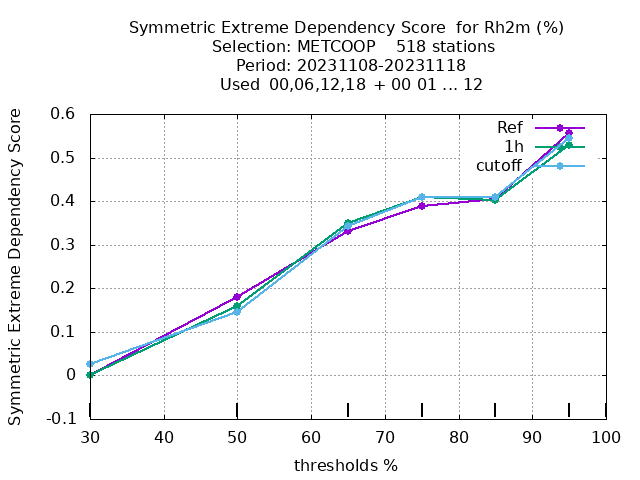 Symmetric Extreme Dependency Score for Rh2m (%)
Selection: METCOOP 518 stations
Period: 20231108-20231118
Used 00,06,12,18 + 00 01 ... 12
Symmetric Extreme Dependency Score
0.6
0.5
0.4
0.3
0.2
0.1
0
-0.1
Ref
1h
cutoff
30 40 50 60 70 80 90 100
thresholds %